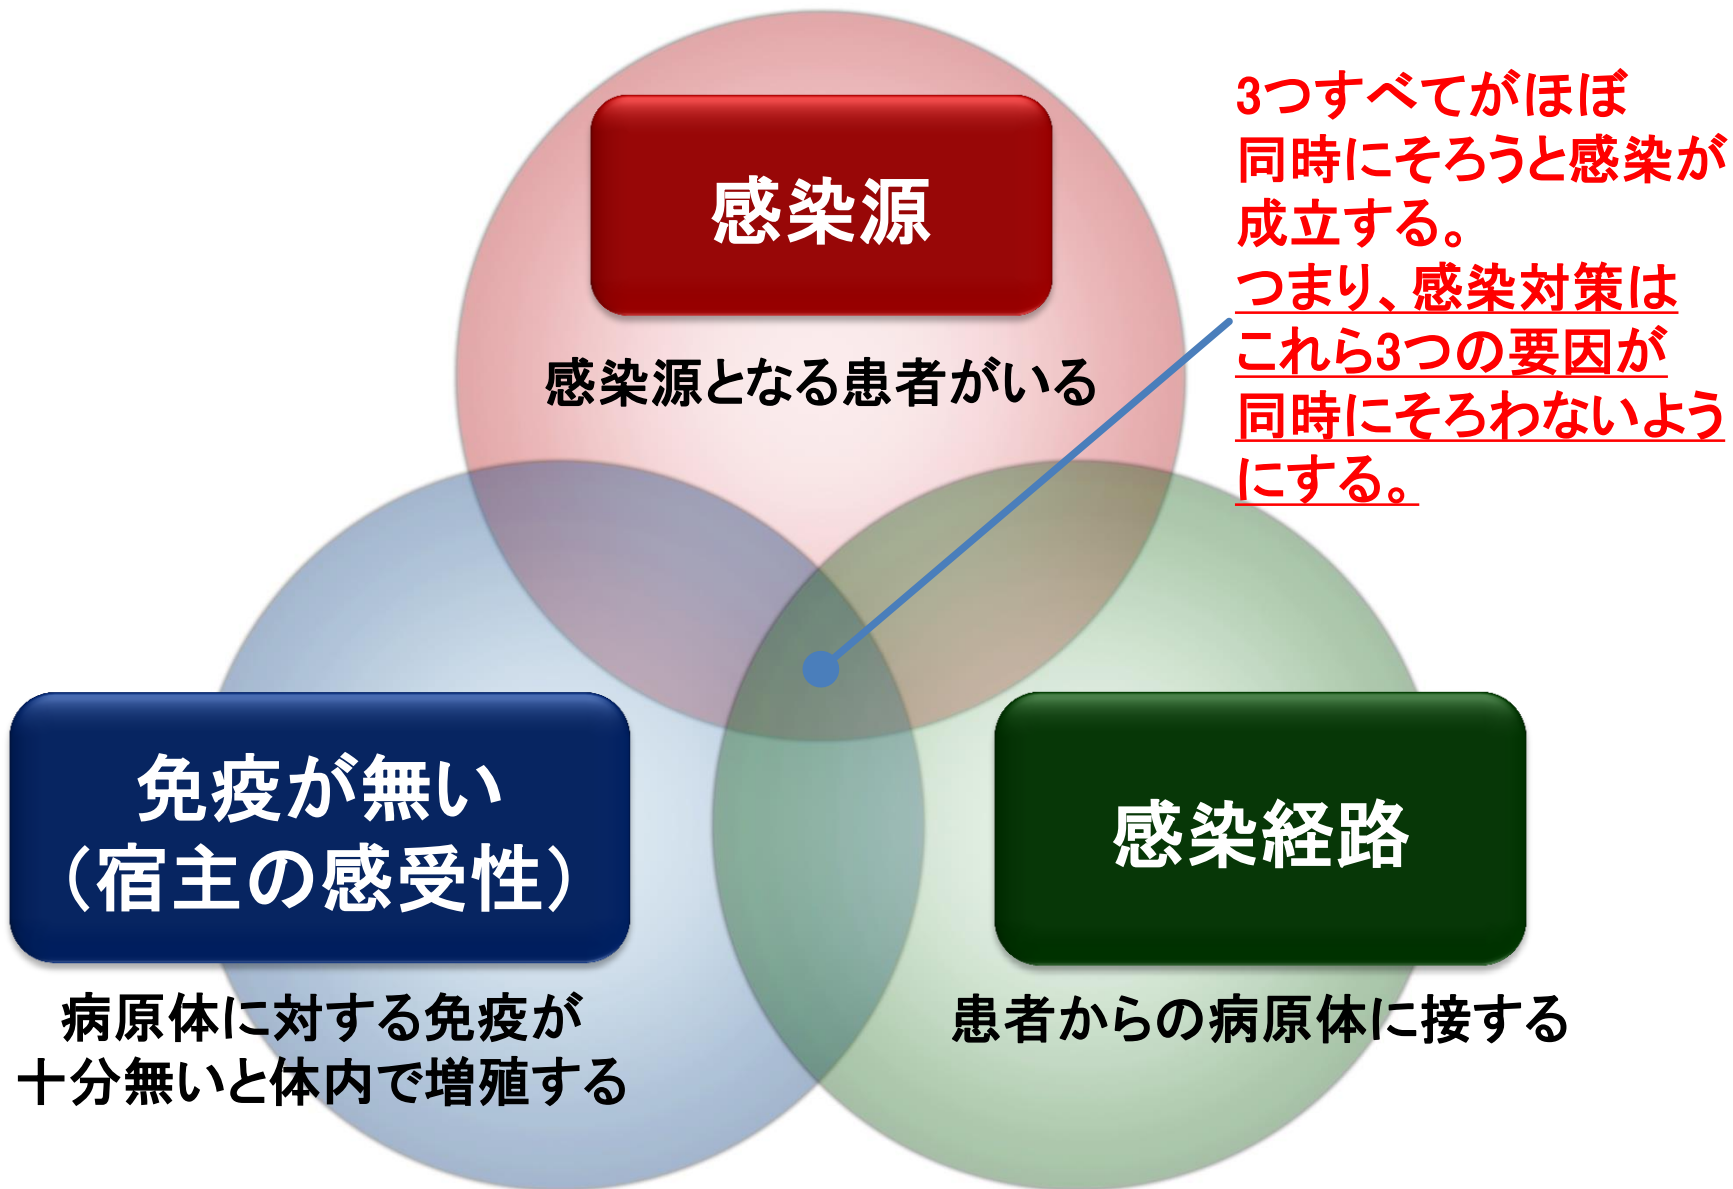 感染源
感染源となる患者がいる
3つすべてがほぼ
同時にそろうと感染が
成立する。
つまり、感染対策は
これら3つの要因が
同時にそろわないよう
にする。
免疫が無い
（宿主の感受性）
病原体に対する免疫が
十分無いと体内で増殖する
感染経路
患者からの病原体に接する